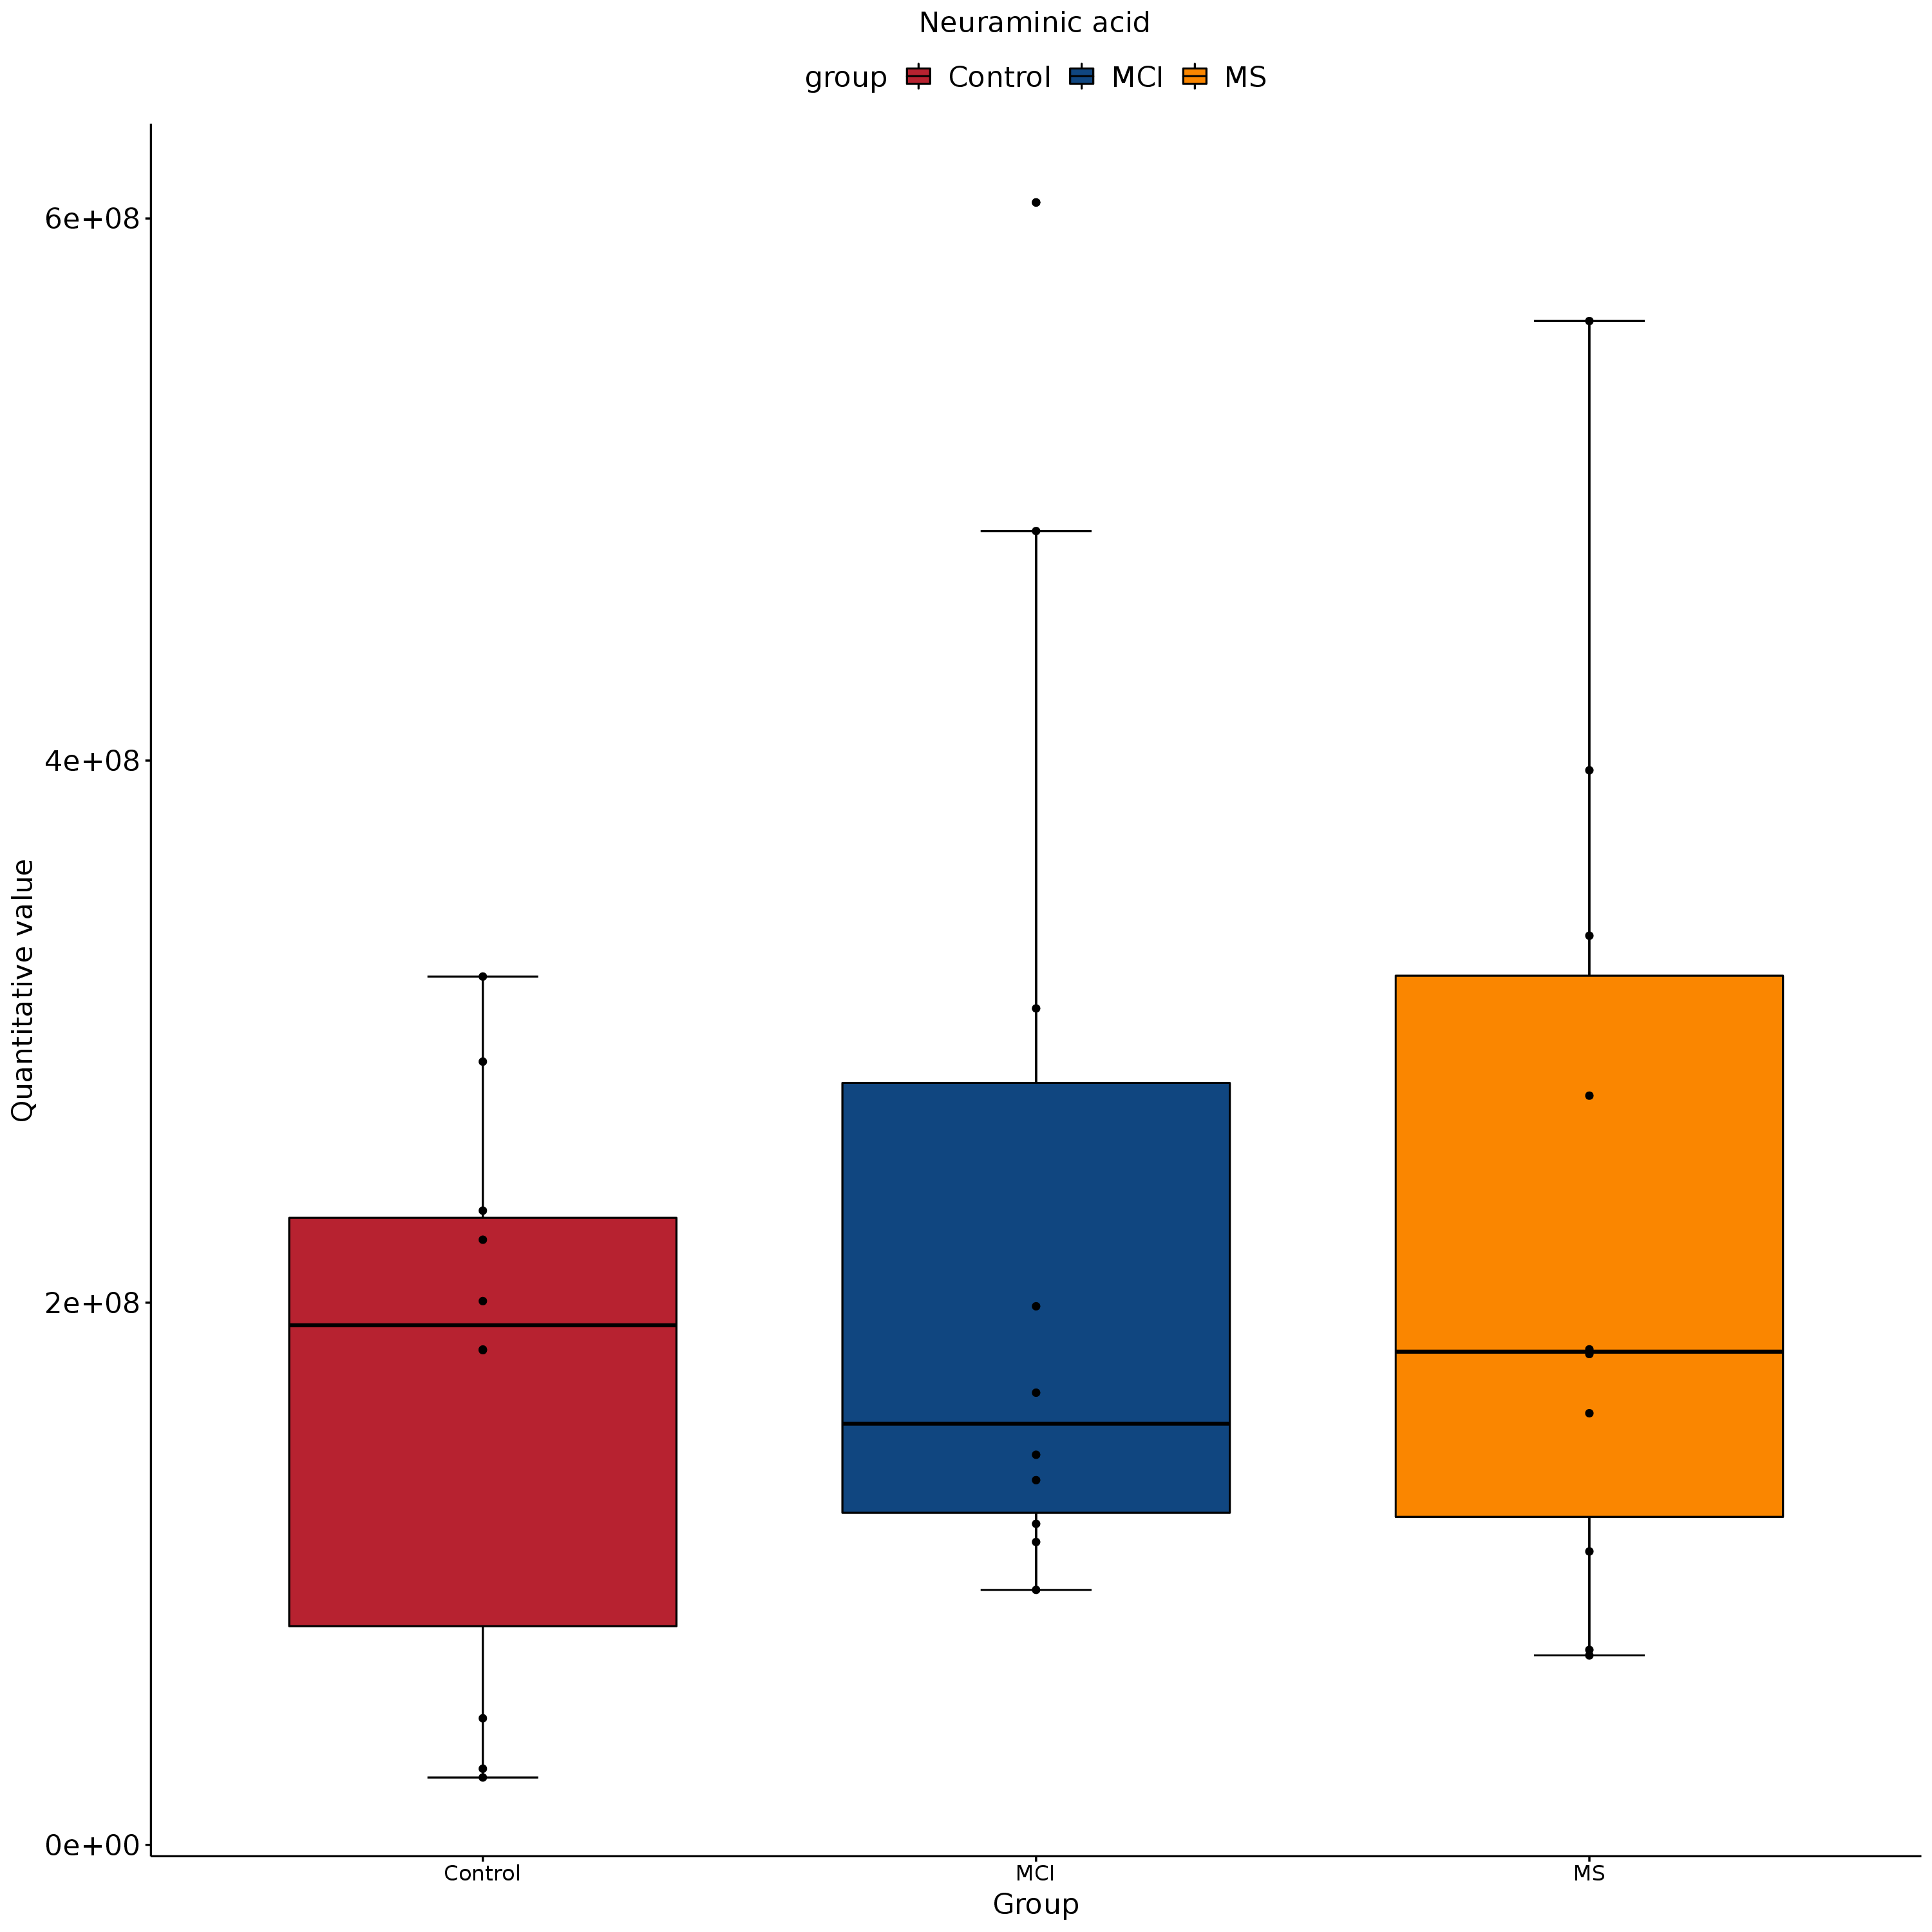 Neuraminic acid
group Control MCI MS
6e+08
4e+08
2e+08
0e+00
Quantitative value
Control MCI MS
Group